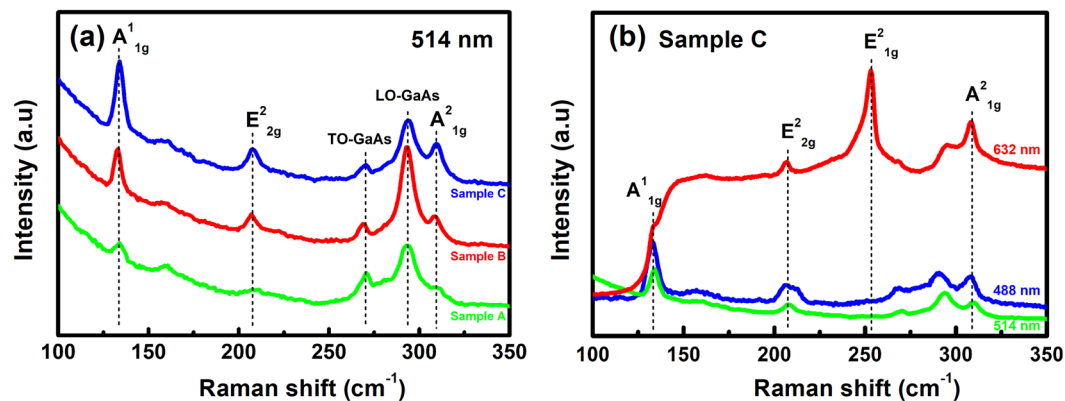 (a)
514 nm
A¹1g
E²2g
TO-GaAs
LO-GaAs
A²1g
Sample C
Sample B
Sample A
Intensity (a.u)
100 150 200 250 300 350
Raman shift (cm⁻¹)
(b) Sample C
E²1g
A²1g
E²2g
632 nm
A¹1g
488 nm
514 nm
Intensity (a.u)
100 150 200 250 300 350
Raman shift (cm⁻¹)